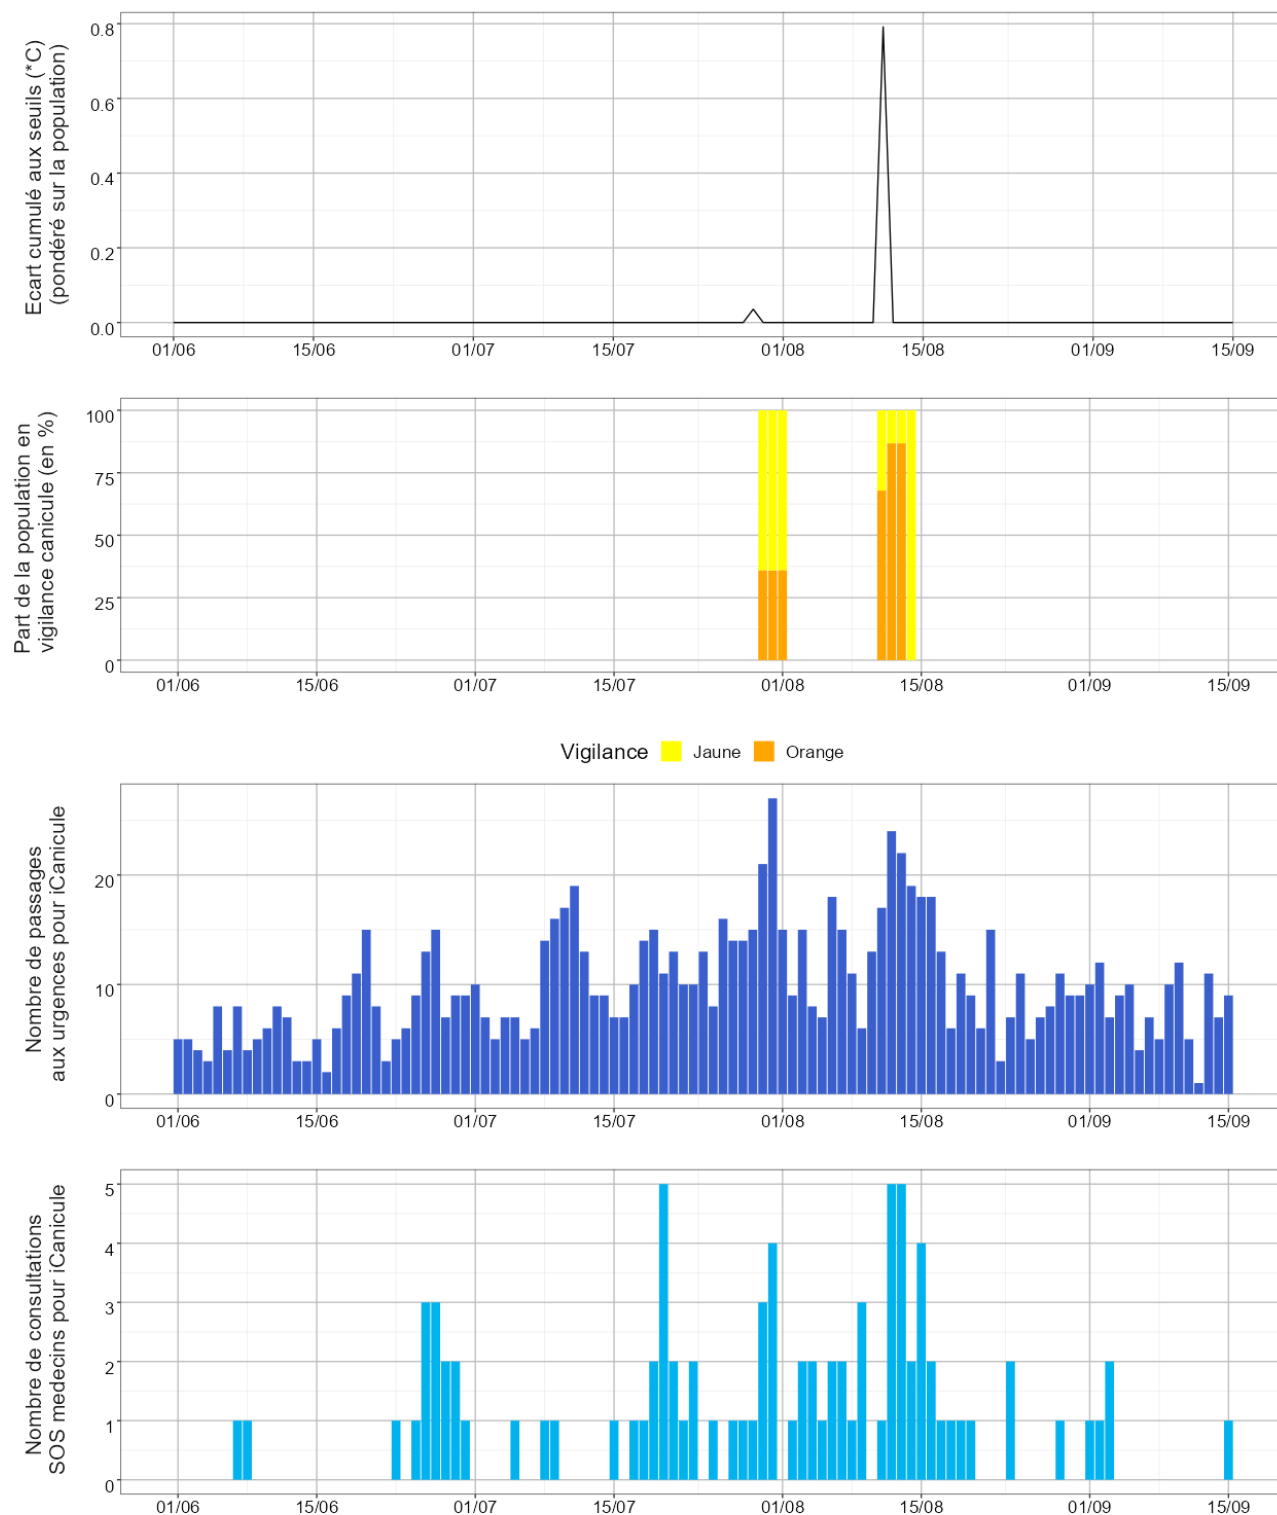 Ecart cumulé aux seuils (*C)
(pondéré sur la population)
0.8
0.6
0.4
0.2
0.0
01/06 15/06 01/07 15/07 01/08 15/08 01/09 15/09
Part de la population en
vigilance canicule (en %)
100
75
50
25
0
01/06 15/06 01/07 15/07 01/08 15/08 01/09 15/09
Vigilance Jaune Orange
Nombre de passages
aux urgences pour iCanicule
20
10
0
01/06 15/06 01/07 15/07 01/08 15/08 01/09 15/09
Nombre de consultations
SOS medecins pour iCanicule
5
4
3
2
1
0
01/06 15/06 01/07 15/07 01/08 15/08 01/09 15/09